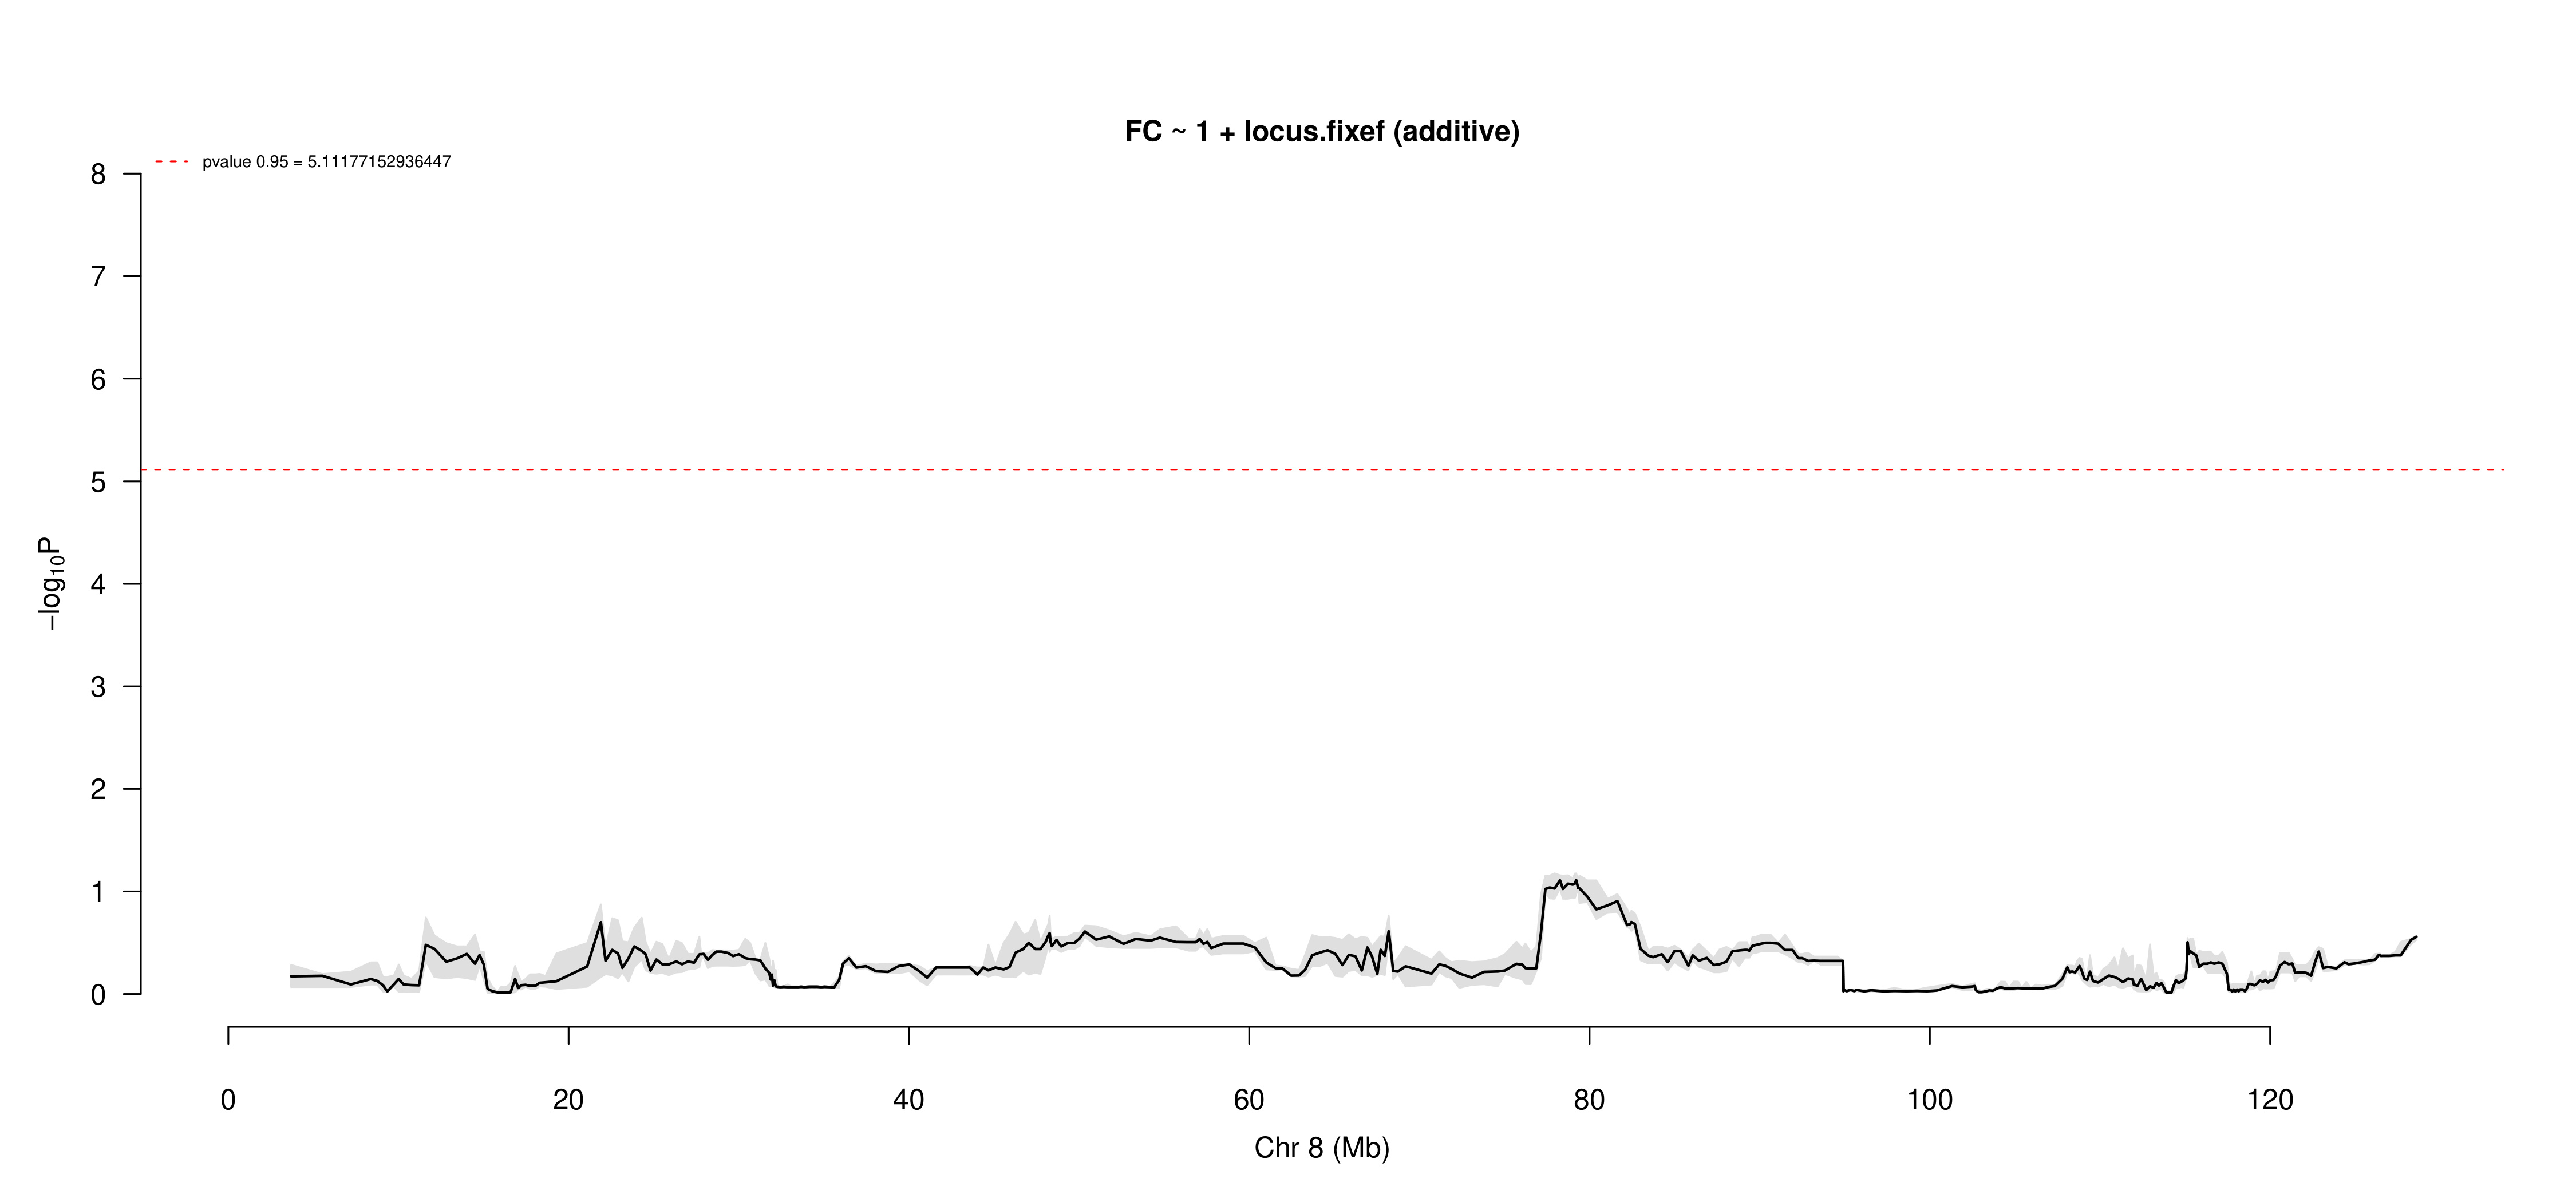 FC ~ 1 + locus.fixef (additive)
pvalue 0.95 = 5.11177152936447
8
7
6
5
4
3
2
1
0
−log10P
0 20 40 60 80 100 120
Chr 8 (Mb)